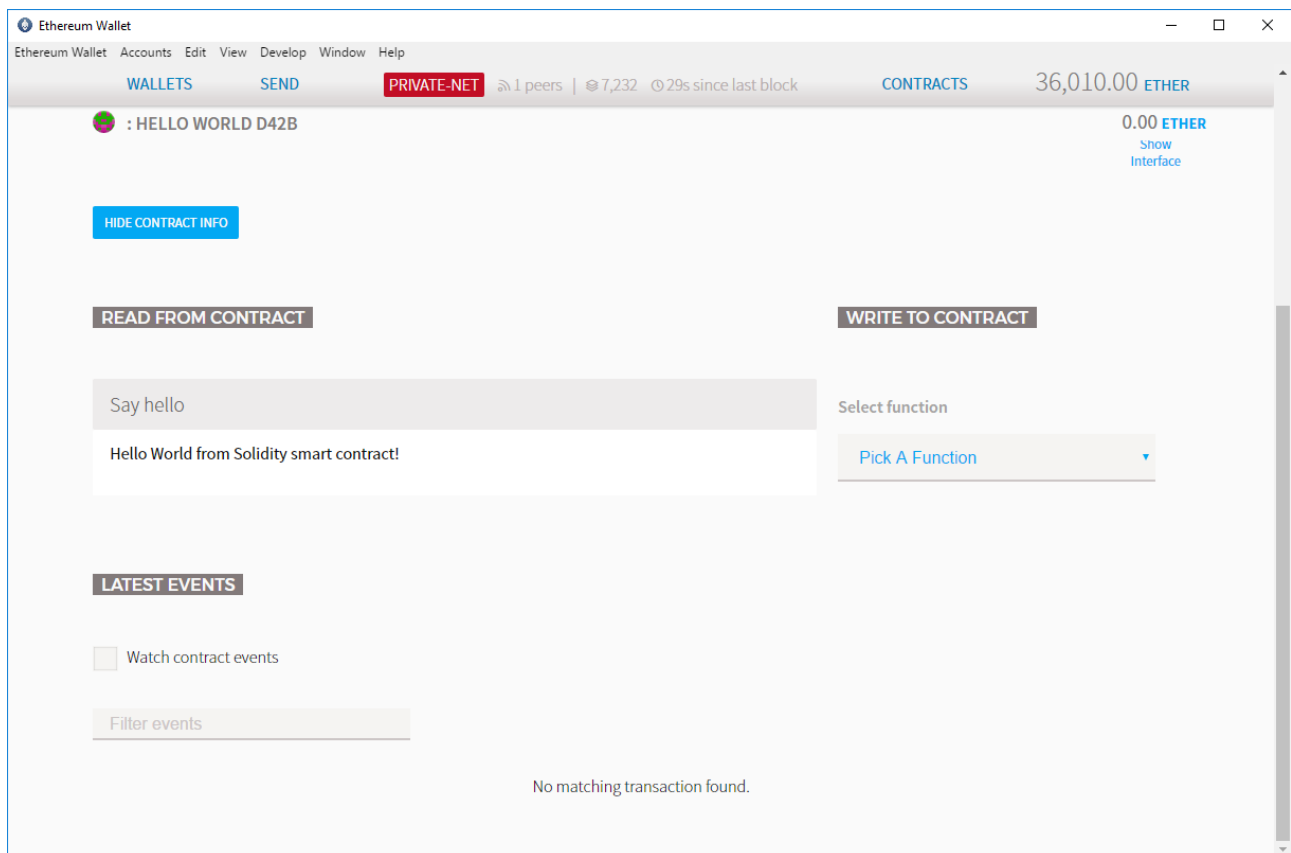 Ethereum Wallet
Ethereum Wallet Accounts Edit View Develop Window Help
WALLETS SEND PRIVATE-NET 1 peers | 7,232 29s since last block CONTRACTS 36,010.00 ETHER
: HELLO WORLD D42B
0.00 ETHER
Show
Interface
HIDE CONTRACT INFO
READ FROM CONTRACT
Say hello
Hello World from Solidity smart contract!
WRITE TO CONTRACT
Select function
Pick A Function
LATEST EVENTS
Watch contract events
Filter events
No matching transaction found.